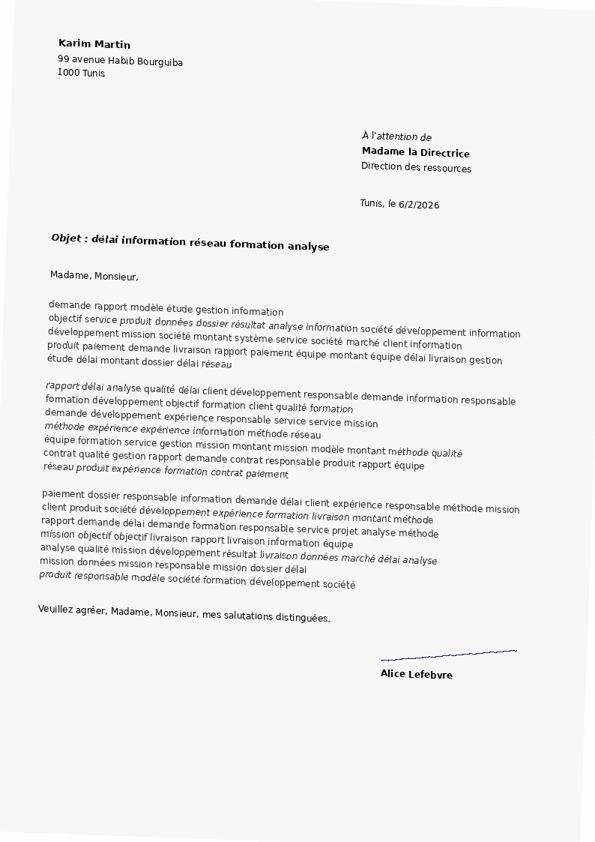 Karim Martin
99 avenue Habib Bourguiba
1000 Tunis
À l'attention de
Madame la Directrice
Direction des ressources
Tunis, le 6/2/2026
Objet : délai information réseau formation analyse
Madame, Monsieur,
demande rapport modèle étude gestion information
objectif service produit données dossier résultat analyse information société développement information
développement mission société montant système service société marché client information
produit paiement demande livraison rapport paiement équipe montant équipe délai livraison gestion
étude délai montant dossier délai réseau
rapport délai analyse qualité délai client développement responsable demande information responsable
formation développement objectif formation client qualité formation
demande développement expérience responsable service service mission
méthode expérience expérience information méthode réseau
équipe formation service gestion mission montant mission modèle montant méthode qualité
contrat qualité gestion rapport demande contrat responsable produit rapport équipe
réseau produit expérience formation contrat paiement
paiement dossier responsable information demande délai client expérience responsable méthode mission
client produit société développement expérience formation livraison montant méthode
rapport demande délai demande formation responsable service projet analyse méthode
mission objectif objectif livraison rapport livraison information équipe
analyse qualité mission développement résultat livraison données marché délai analyse
mission données mission responsable mission dossier délai
produit responsable modèle société formation développement société
Veuillez agréer, Madame, Monsieur, mes salutations distinguées.
Alice Lefebvre